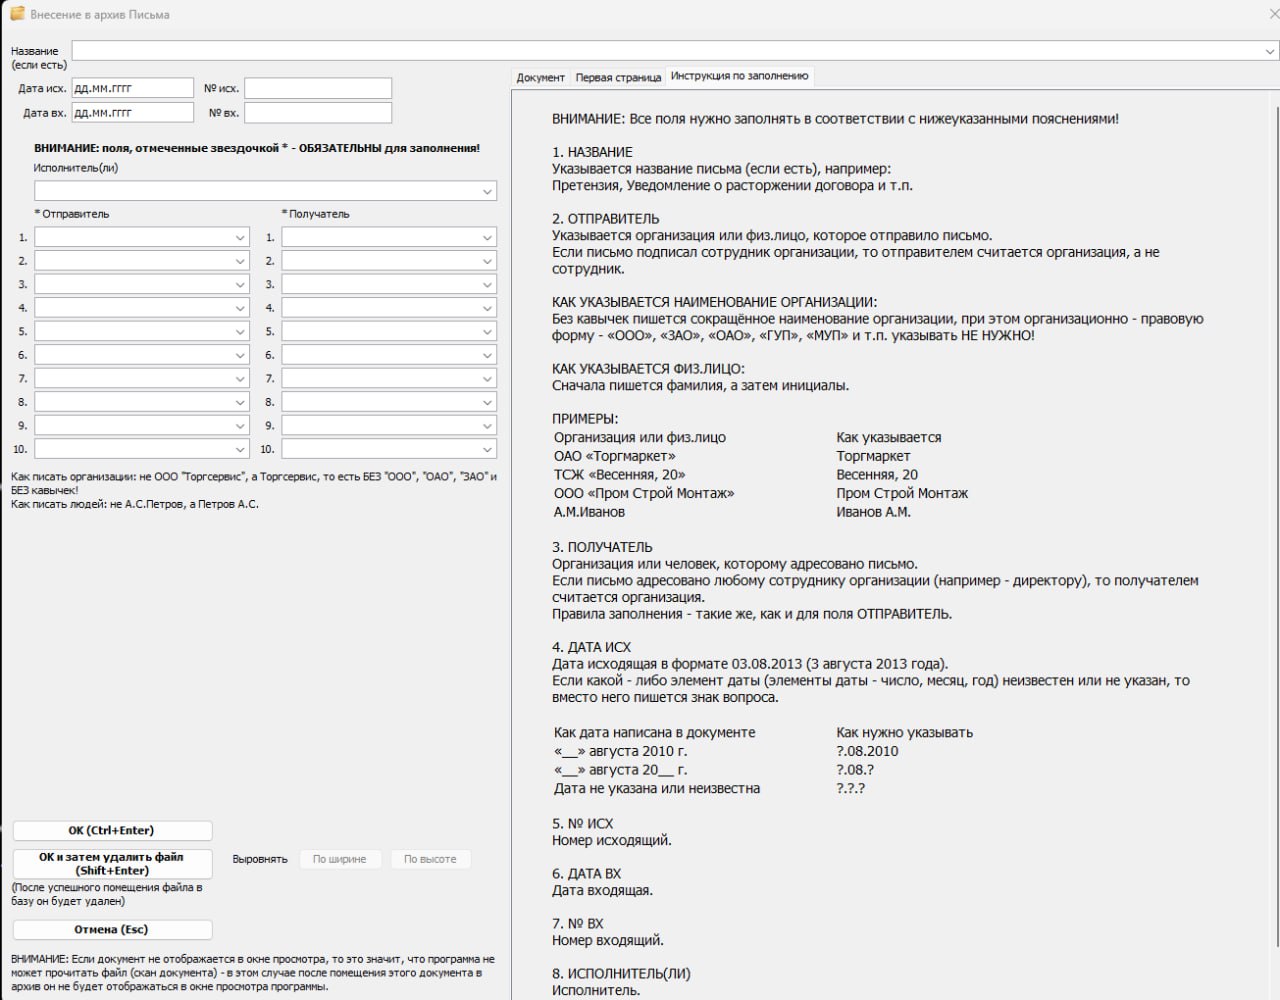 Внесение в архив Письма
Название
(если есть)
Дата исх. дд.мм.гггг № исх.
Дата вх. дд.мм.гггг № вх.
ВНИМАНИЕ: поля, отмеченные звездочкой * - ОБЯЗАТЕЛЬНЫ для заполнения!
Исполнитель(ли)
* Отправитель * Получатель
1. 1.
2. 2.
3. 3.
4. 4.
5. 5.
6. 6.
7. 7.
8. 8.
9. 9.
10. 10.
Как писать организации: не ООО "Торгсервис", а Торгсервис, то есть БЕЗ "ООО", "ОАО", "ЗАО" и
БЕЗ кавычек!
Как писать людей: не А.С.Петров, а Петров А.С.
OK (Ctrl+Enter)
OK и затем удалить файл
(Shift+Enter)
Выровнять По ширине По высоте
(После успешного помещения файла в
базу он будет удален)
Отмена (Esc)
ВНИМАНИЕ: Если документ не отображается в окне просмотра, то это значит, что программа не
может прочитать файл (скан документа) - в этом случае после помещения этого документа в
архив он не будет отображаться в окне просмотра программы.
Документ Первая страница Инструкция по заполнению
ВНИМАНИЕ: Все поля нужно заполнять в соответствии с нижеуказанными пояснениями!
1. НАЗВАНИЕ
Указывается название письма (если есть), например:
Претензия, Уведомление о расторжении договора и т.п.
2. ОТПРАВИТЕЛЬ
Указывается организация или физ.лицо, которое отправило письмо.
Если письмо подписал сотрудник организации, то отправителем считается организация, а не
сотрудник.
КАК УКАЗЫВАЕТСЯ НАИМЕНОВАНИЕ ОРГАНИЗАЦИИ:
Без кавычек пишется сокращённое наименование организации, при этом организационно - правовую
форму - «ООО», «ЗАО», «ОАО», «ГУП», «МУП» и т.п. указывать НЕ НУЖНО!
КАК УКАЗЫВАЕТСЯ ФИЗ.ЛИЦО:
Сначала пишется фамилия, а затем инициалы.
ПРИМЕРЫ:
Организация или физ.лицо Как указывается
ОАО «Торгмаркет» Торгмаркет
ТСЖ «Весенняя, 20» Весенняя, 20
ООО «Пром Строй Монтаж» Пром Строй Монтаж
А.М.Иванов Иванов А.М.
3. ПОЛУЧАТЕЛЬ
Организация или человек, которому адресовано письмо.
Если письмо адресовано любому сотруднику организации (например - директору), то получателем
считается организация.
Правила заполнения - такие же, как и для поля ОТПРАВИТЕЛЬ.
4. ДАТА ИСХ
Дата исходящая в формате 03.08.2013 (3 августа 2013 года).
Если какой - либо элемент даты (элементы даты - число, месяц, год) неизвестен или не указан, то
вместо него пишется знак вопроса.
Как дата написана в документе Как нужно указывать
«__» августа 2010 г. ?.08.2010
«__» августа 20__ г. ?.08.?
Дата не указана или неизвестна ?.?.?
5. № ИСХ
Номер исходящий.
6. ДАТА ВХ
Дата входящая.
7. № ВХ
Номер входящий.
8. ИСПОЛНИТЕЛЬ(ЛИ)
Исполнитель.